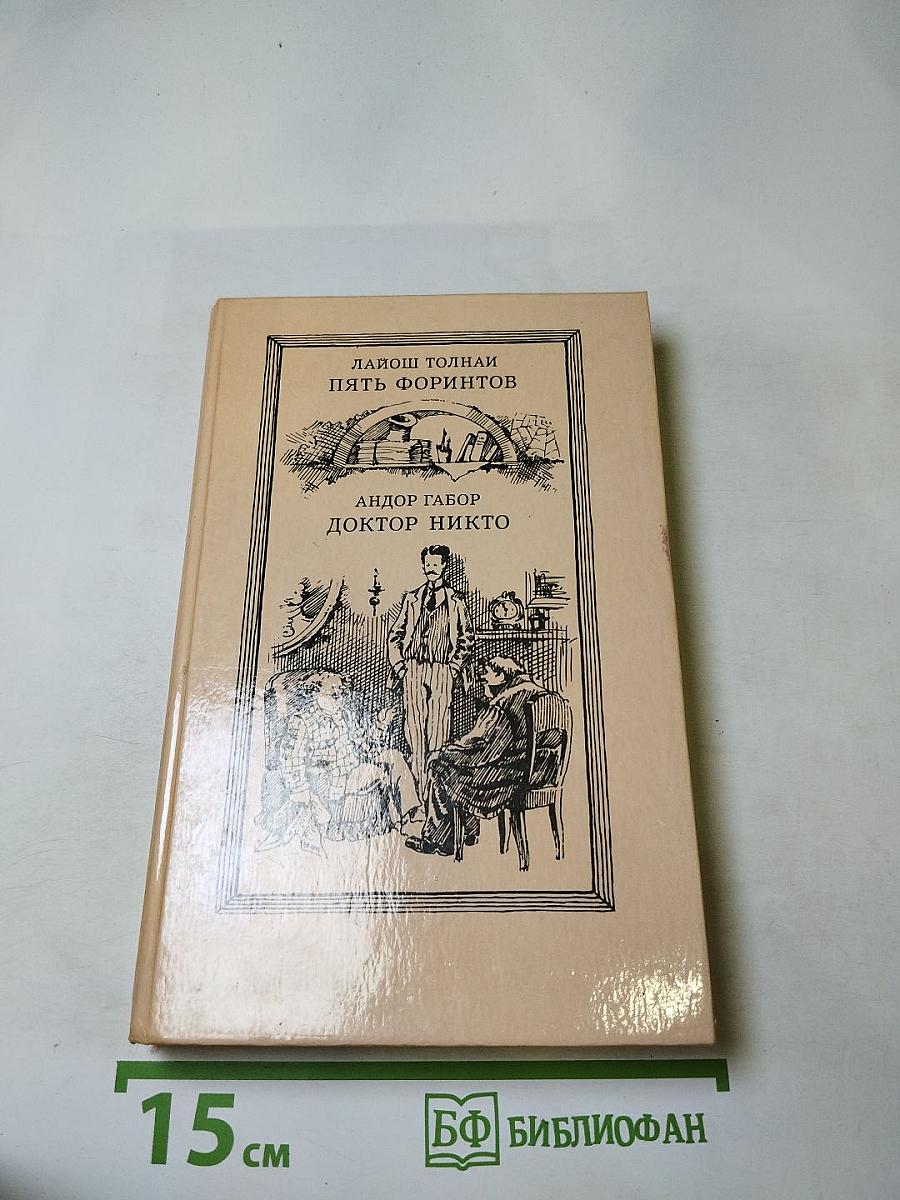 ЛАЙОШ ТОЛНАИ
ПЯТЬ ФОРИНТОВ
АНДОР ГАБОР
ДОКТОР НИКТО
15 см
БФ БИБЛИОФАН